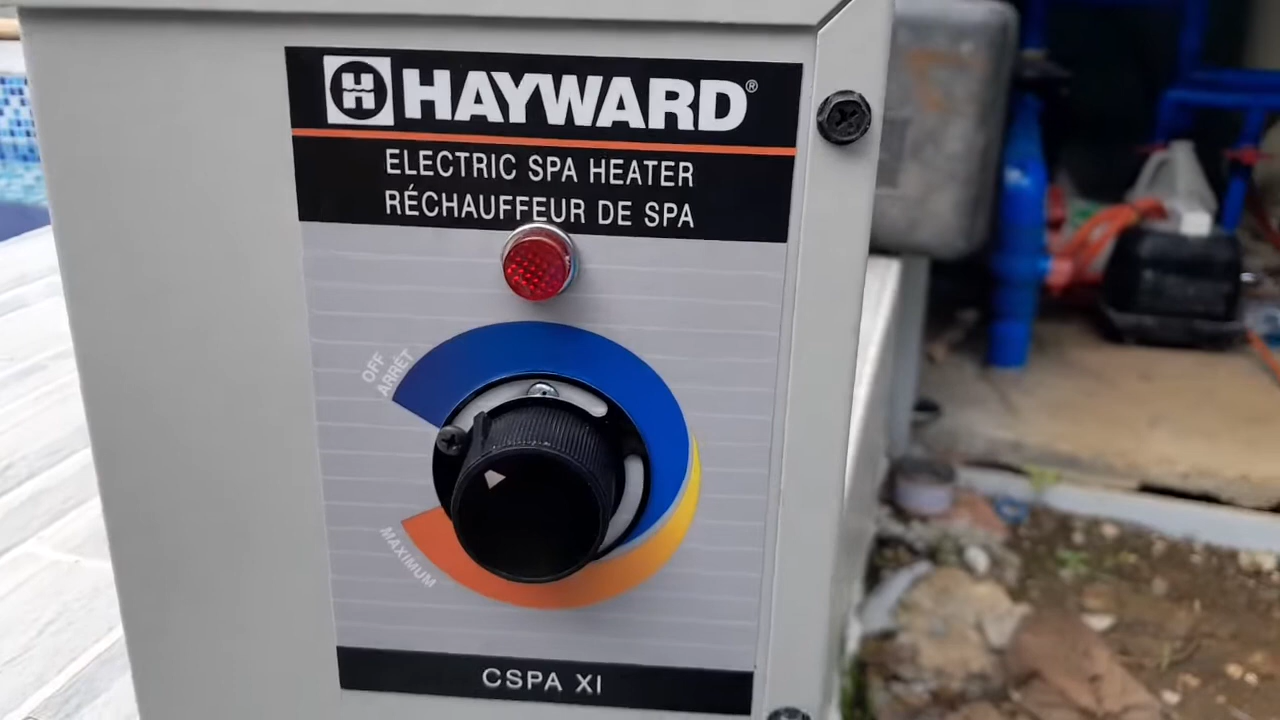 HAYWARD®
ELECTRIC SPA HEATER
RÉCHAUFFEUR DE SPA
OFF
ARRÊT
MAXIMUM
CSPA XI